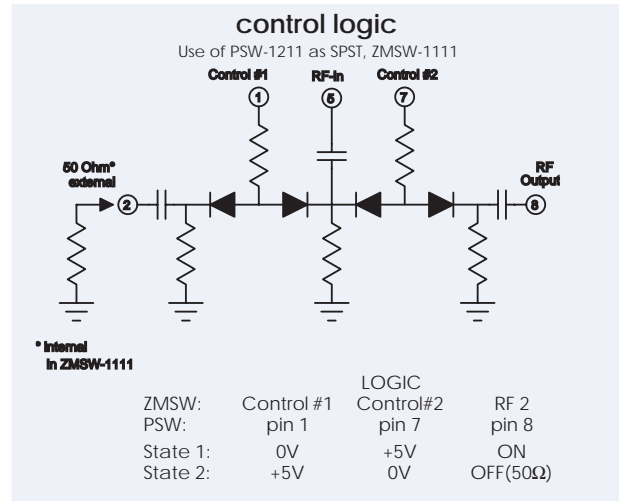 control logic
Use of PSW-1211 as SPST, ZMSW-1111
Control #1 RF-In Control #2
1 5 7
50 Ohm*
external
RF
Output
2 8
* Internal
in ZMSW-1111
LOGIC
ZMSW: Control #1 Control#2 RF 2
PSW: pin 1 pin 7 pin 8
State 1: 0V +5V ON
State 2: +5V 0V OFF(50Ω)